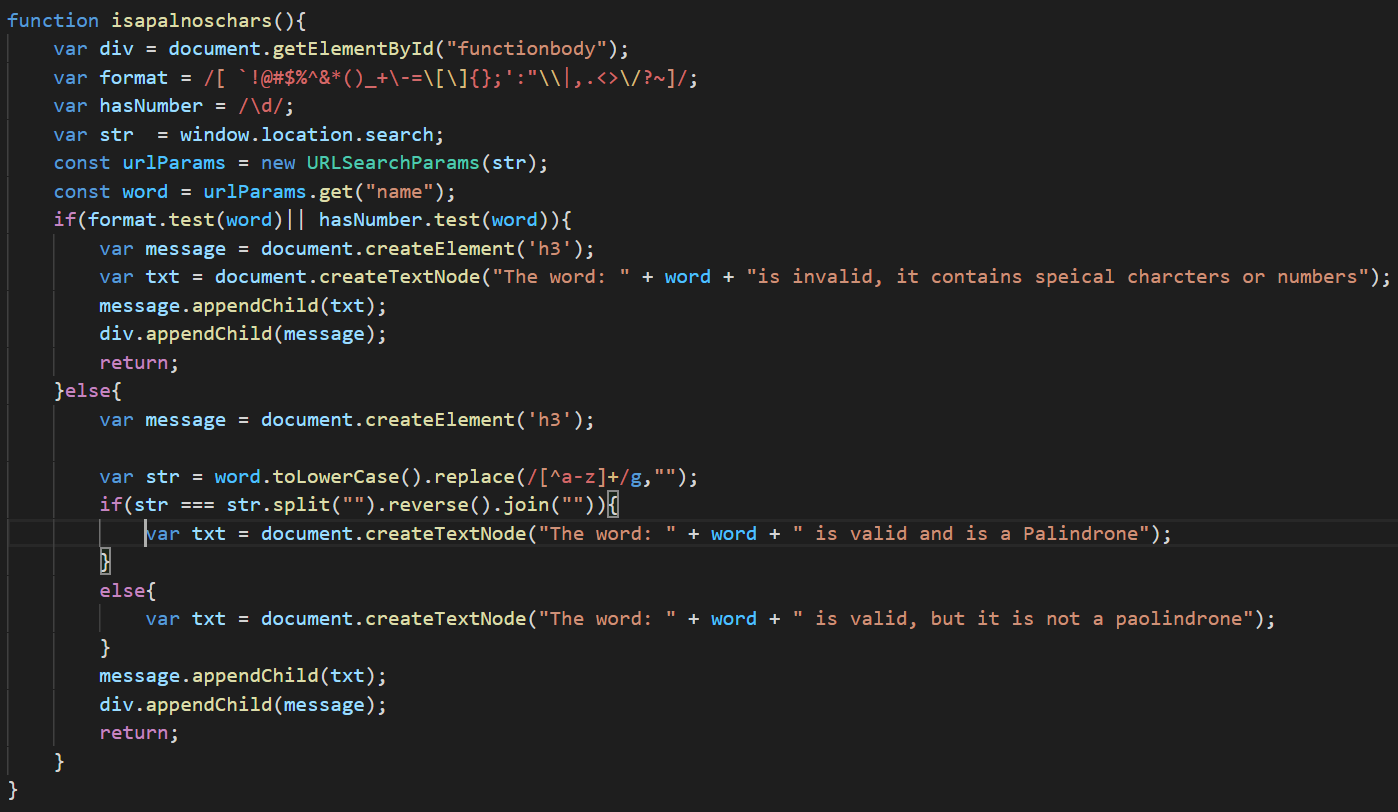 function isapalnoschars(){
    var div = document.getElementById("functionbody");
    var format = /[ `!@#$%^&*()_+\-=\[\]{};':"\\|,.<>\/?~]/;
    var hasNumber = /\d/;
    var str  = window.location.search;
    const urlParams = new URLSearchParams(str);
    const word = urlParams.get("name");
    if(format.test(word)|| hasNumber.test(word)){
        var message = document.createElement('h3');
        var txt = document.createTextNode("The word: " + word + "is invalid, it contains speical charcters or numbers");
        message.appendChild(txt);
        div.appendChild(message);
        return;
    }else{
        var message = document.createElement('h3');

        var str = word.toLowerCase().replace(/[^a-z]+/g,"");
        if(str === str.split("").reverse().join("")){
            var txt = document.createTextNode("The word: " + word + " is valid and is a Palindrone");
        }
        else{
            var txt = document.createTextNode("The word: " + word + " is valid, but it is not a paolindrone");
        }
        message.appendChild(txt);
        div.appendChild(message);
        return;
    }
}